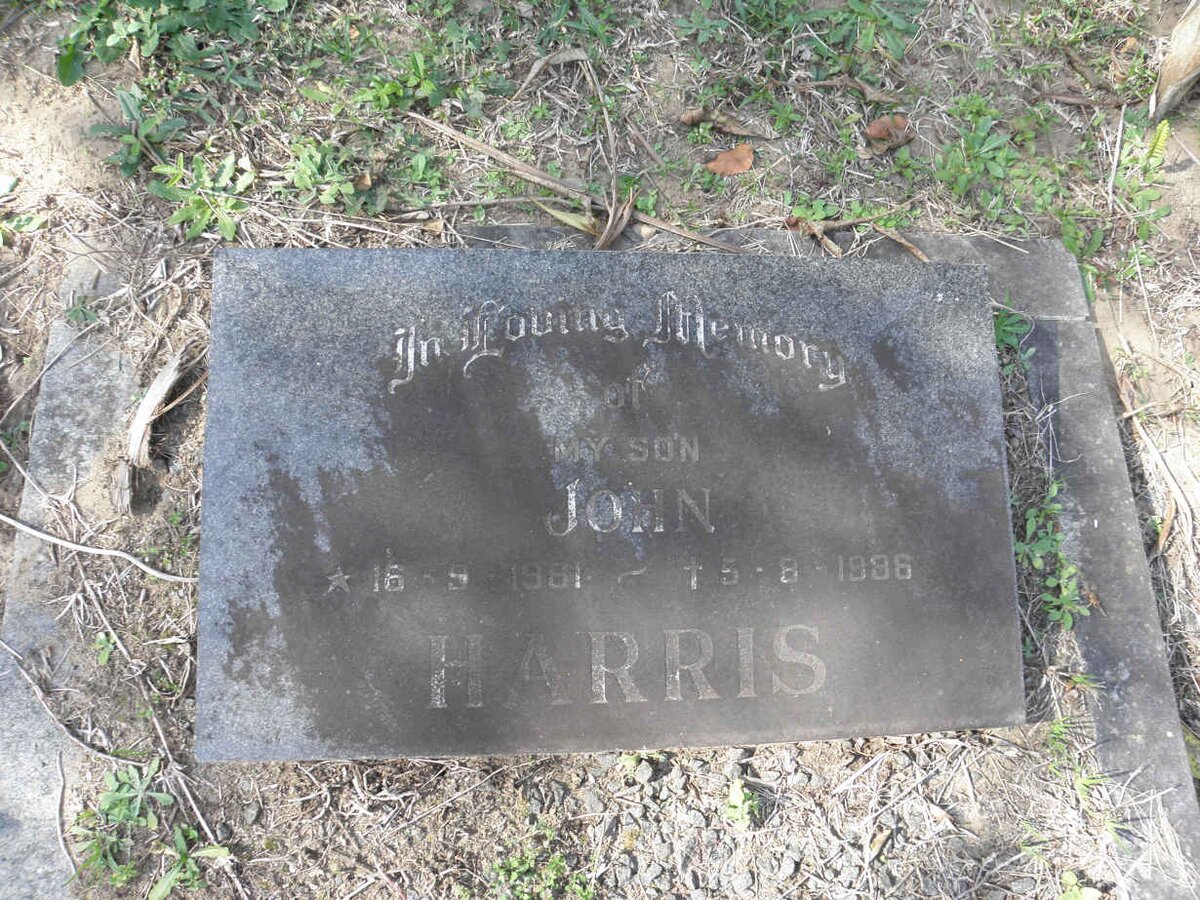 In Loving Memory
of
MY SON
JOHN
★ 16 - 9 - 1961 ~ † 5 - 8 - 1986
HARRIS